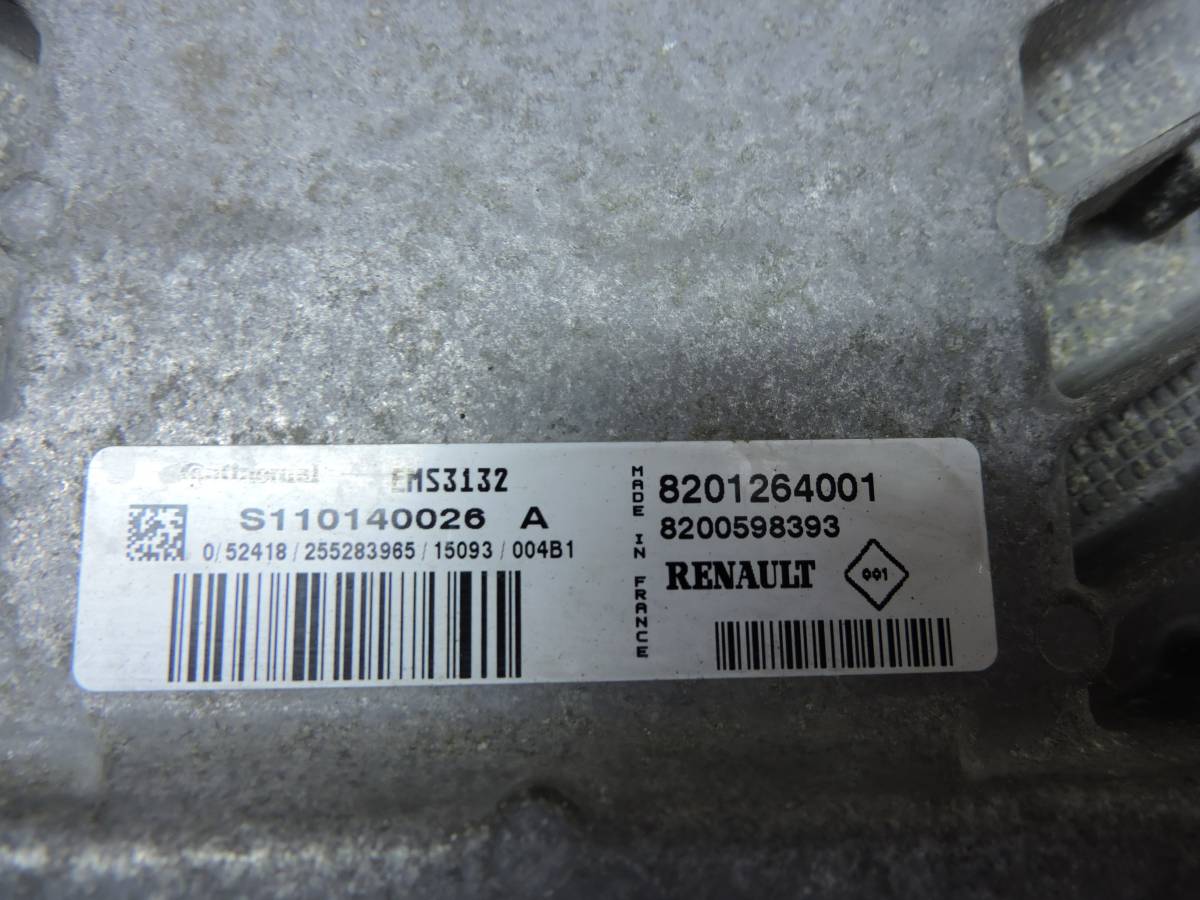 Continental EMS3132
S110140026 A
0/52418/255283965/15093/004B1
MADE IN FRANCE
8201264001
8200598393
RENAULT 001